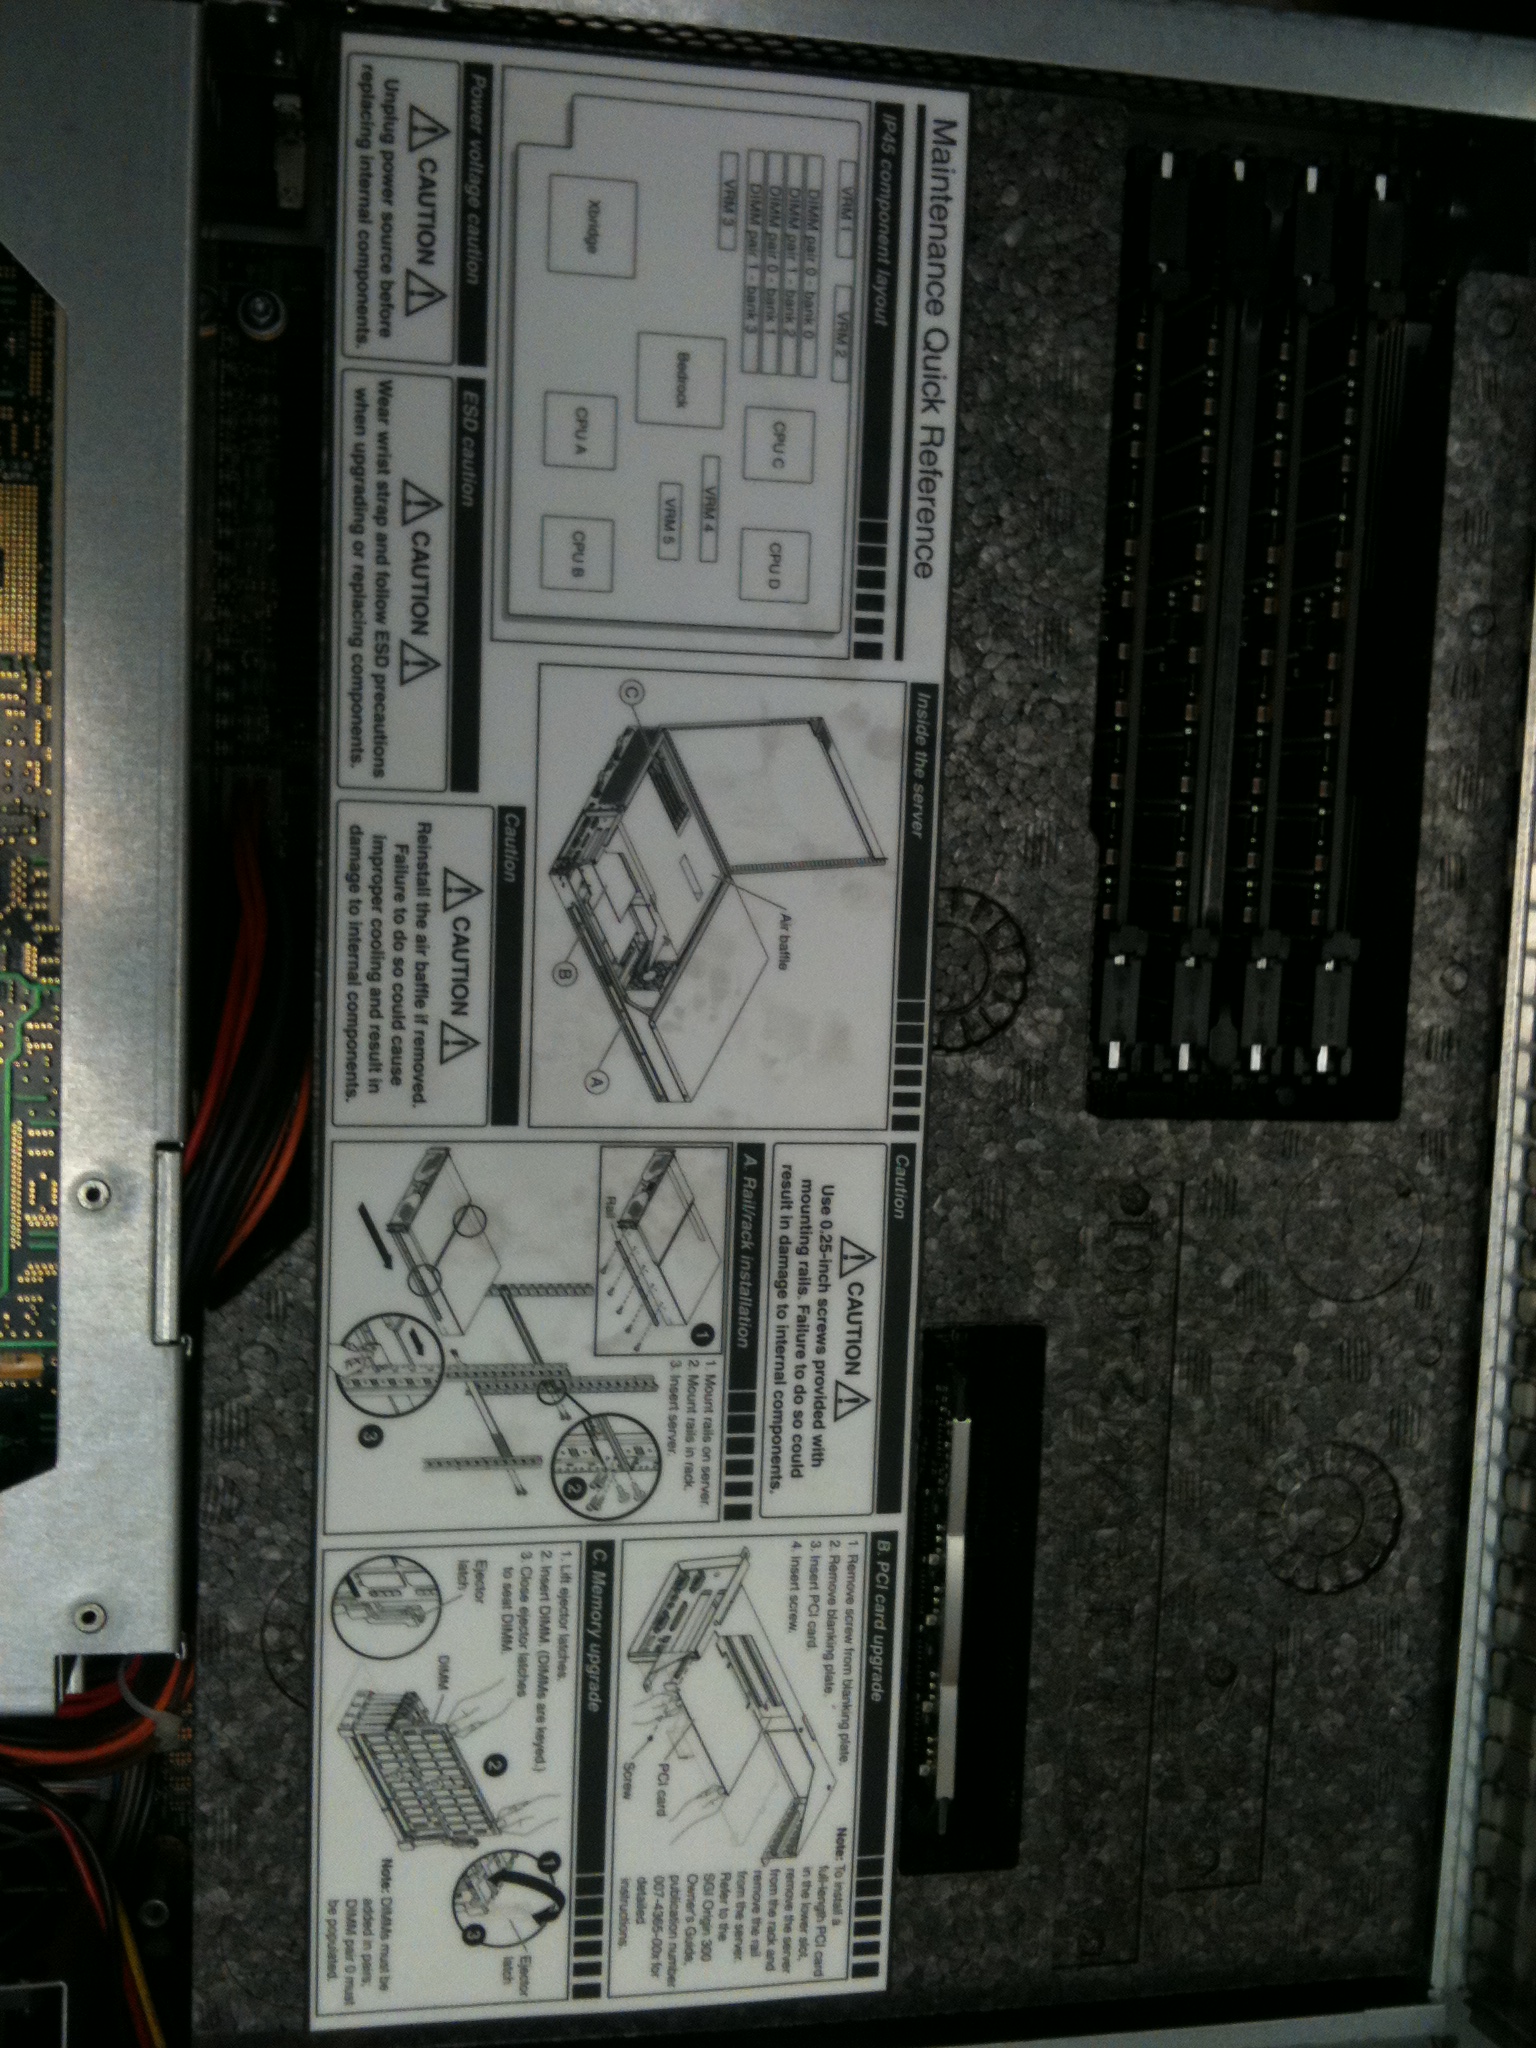 Maintenance Quick Reference
IP45 component layout
VRM 1
VRM 2
DIMM pair 0 - bank 0
DIMM pair 1 - bank 2
DIMM pair 0 - bank 1
DIMM pair 1 - bank 3
VRM 3
CPU C
CPU D
Bedrock
VRM 4
VRM 5
Xbridge
CPU A
CPU B
Power voltage caution
CAUTION
Unplug power source before
replacing internal components.
ESD caution
CAUTION
Wear wrist strap and follow ESD precautions
when upgrading or replacing components.
Inside the server
Air baffle
C
B
A
Caution
CAUTION
Reinstall the air baffle if removed.
Failure to do so could cause
improper cooling and result in
damage to internal components.
Caution
CAUTION
Use 0.25-inch screws provided with
mounting rails. Failure to do so could
result in damage to internal components.
A. Rail/rack installation
1
Rail
1. Mount rails on server.
2. Mount rails in rack.
3. Insert server.
2
3
B. PCI card upgrade
1. Remove screw from blanking plate.
2. Remove blanking plate.
3. Insert PCI card.
4. Insert screw.
PCI card
Screw
Note: To install a
full-length PCI card
in the lower slot,
remove the server
from the rack and
remove the rail
from the server.
Refer to the
SGI Origin 300
Owner's Guide,
publication number
007-4365-00x for
detailed
instructions.
C. Memory upgrade
1. Lift ejector latches.
2. Insert DIMM. (DIMMs are keyed.)
3. Close ejector latches
to seat DIMM.
Ejector
latch
DIMM
2
1
3
Ejector
latch
Note: DIMMs must be
added in pairs;
DIMM pair 0 must
be populated.